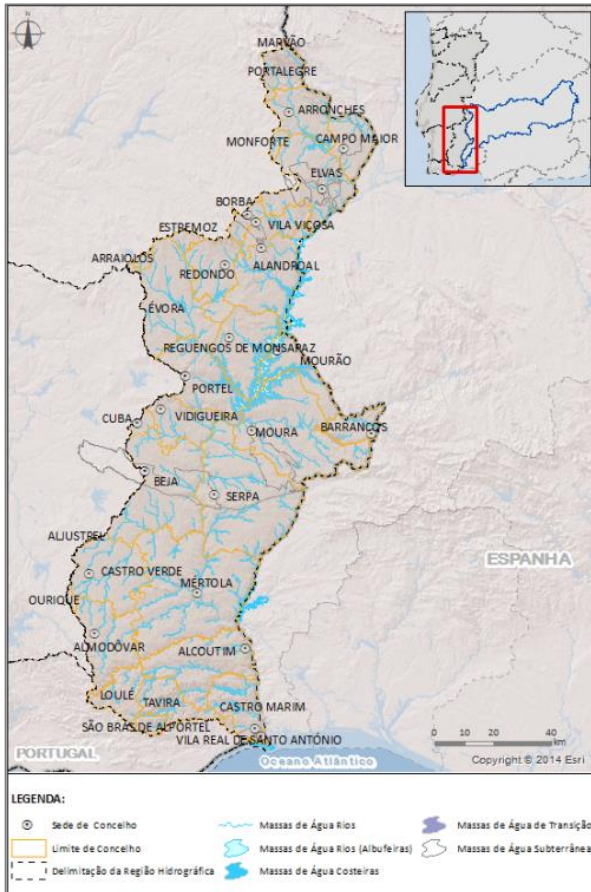 MARVÃO
PORTALEGRE
ARRONCHES
MONFORTE
CAMPO MAIOR
ELVAS
BORBA
ESTREMOZ
VILA VIÇOSA
ARRAIOLOS
ALANDROAL
REDONDO
ÉVORA
REGUENGOS DE MONSARAZ
MOURÃO
PORTEL
CUBA
VIDIGUEIRA
BARRANCOS
MOURA
BEJA
SERPA
ALJUSTREL
ESPANHA
CASTRO VERDE
MÉRTOLA
OURIQUE
ALMODÔVAR
ALCOUTIM
LOULÉ
TAVIRA
CASTRO MARIM
SÃO BRAS DE ALPORTEL
VILA REAL DE SANTO ANTÓNIO
0 20 40
km
PORTUGAL
Oceano Atlântico
Copyright © 2014 Esri
LEGENDA:
Sede de Concelho
Massas de Água Rios
Massas de Água de Transição
Limite de Concelho
Massas de Água Rios (Albufeiras)
Massas de Água Subterrânea
Delimitação da Região Hidrográfica
Massas de Água Costeiras